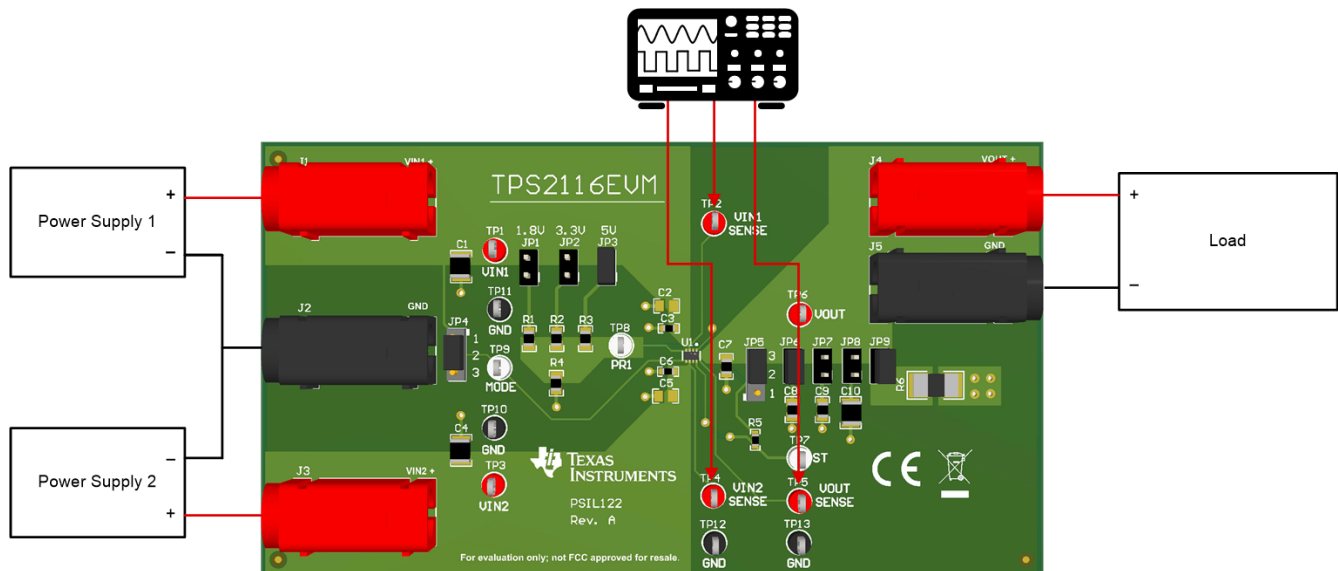 Power Supply 1
+
−
Power Supply 2
−
+
Load
+
−
J1
VIN1 +
TPS2116EVM
J4
VOUT +
TP2
VIN1
SENSE
J5
GND
C1
TP1
VIN1
1.8V
3.3V
5V
JP1
JP2
JP3
J2
GND
TP11
GND
C2
C3
TP6
VOUT
JP4
1
2
3
R1
R2
R3
TP8
PR1
U1
TP9
MODE
R4
C6
C5
C7
JP5
3
2
1
JP6
JP7
JP8
JP9
R6
C8
C9
C10
TP10
GND
C4
R5
TP7
ST
TEXAS
INSTRUMENTS
J3
VIN2 +
TP3
VIN2
PSIL122
Rev. A
TP4
VIN2
SENSE
TP5
VOUT
SENSE
CE
TP12
GND
TP13
GND
For evaluation only; not FCC approved for resale.